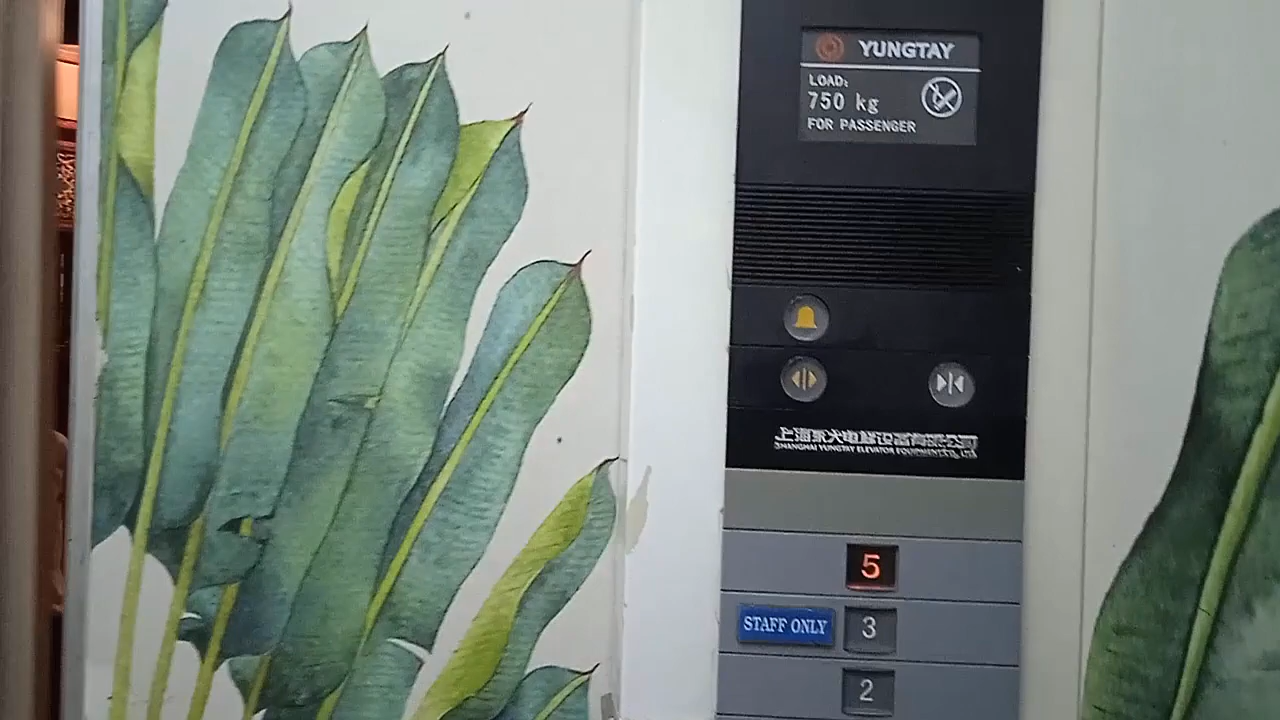 YUNGTAY
LOAD:
750 kg
FOR PASSENGER
上海永大电梯设备有限公司
SHANGHAI YUNGTAY ELEVATOR EQUIPMENT CO., LTD.
5
STAFF ONLY
3
2